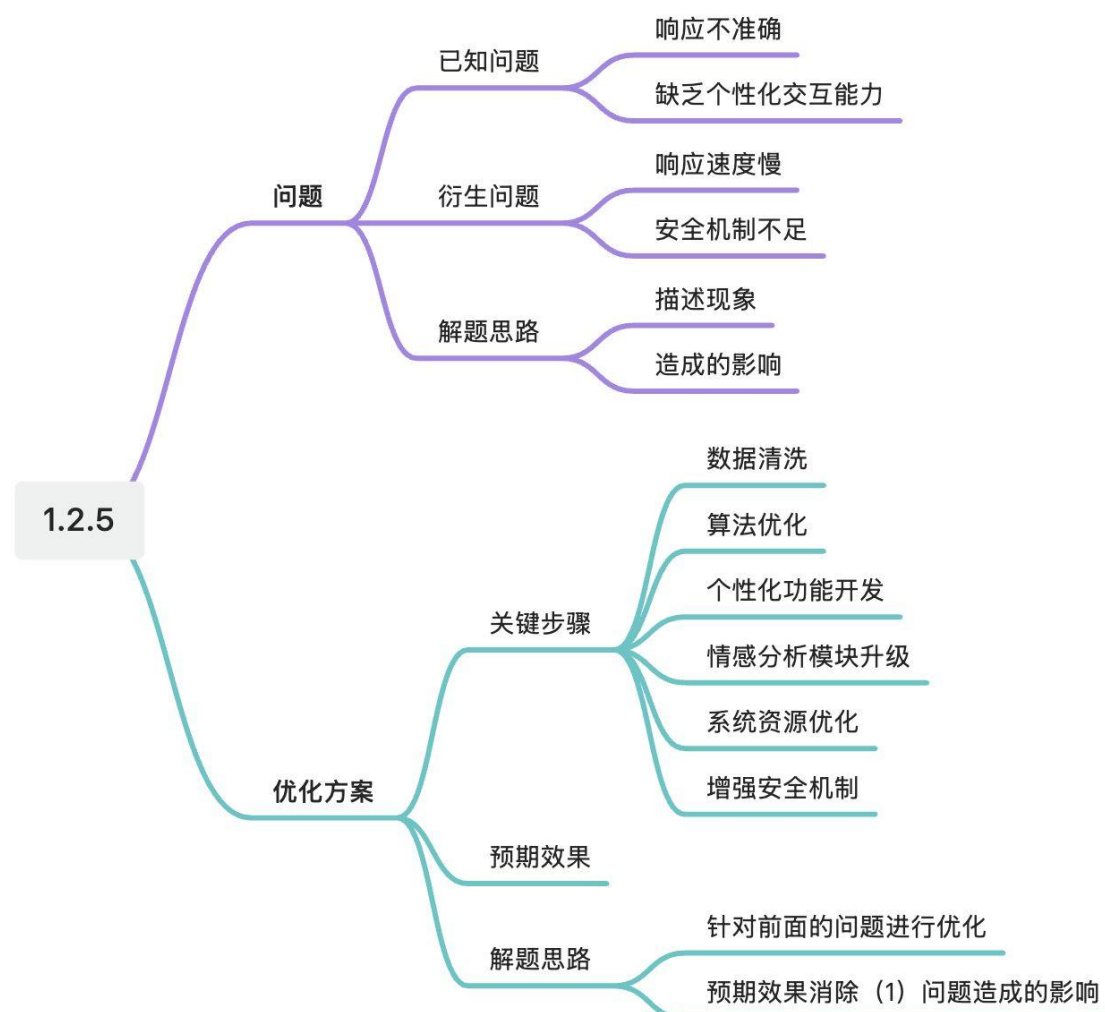 1.2.5
问题
已知问题
响应不准确
缺乏个性化交互能力
衍生问题
响应速度慢
安全机制不足
解题思路
描述现象
造成的影响
优化方案
关键步骤
数据清洗
算法优化
个性化功能开发
情感分析模块升级
系统资源优化
增强安全机制
预期效果
解题思路
针对前面的问题进行优化
预期效果消除（1）问题造成的影响